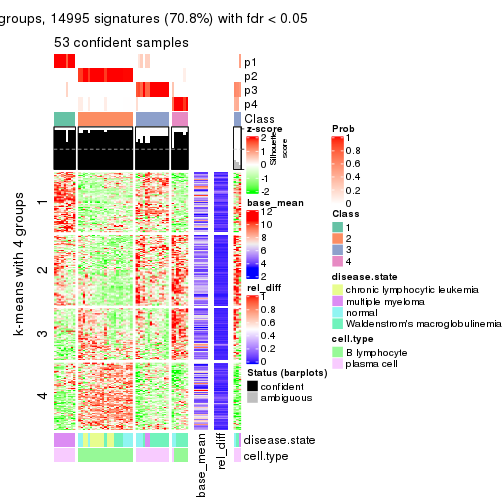 groups, 14995 signatures (70.8%) with fdr < 0.05
53 confident samples
p1
p2
p3
p4
Class
z-score
2
1
0
-1
-2
Silhouette
score
Prob
1
0.8
0.6
0.4
0.2
0
k-means with 4 groups
1
2
3
4
base_mean
12
10
8
6
4
2
Class
1
2
3
4
rel_diff
1
0.8
0.6
0.4
0.2
0
disease.state
chronic lymphocytic leukemia
multiple myeloma
normal
Waldenstrom's macroglobulinemia
cell.type
B lymphocyte
plasma cell
Status (barplots)
confident
ambiguous
disease.state
cell.type
base_mean
rel_diff